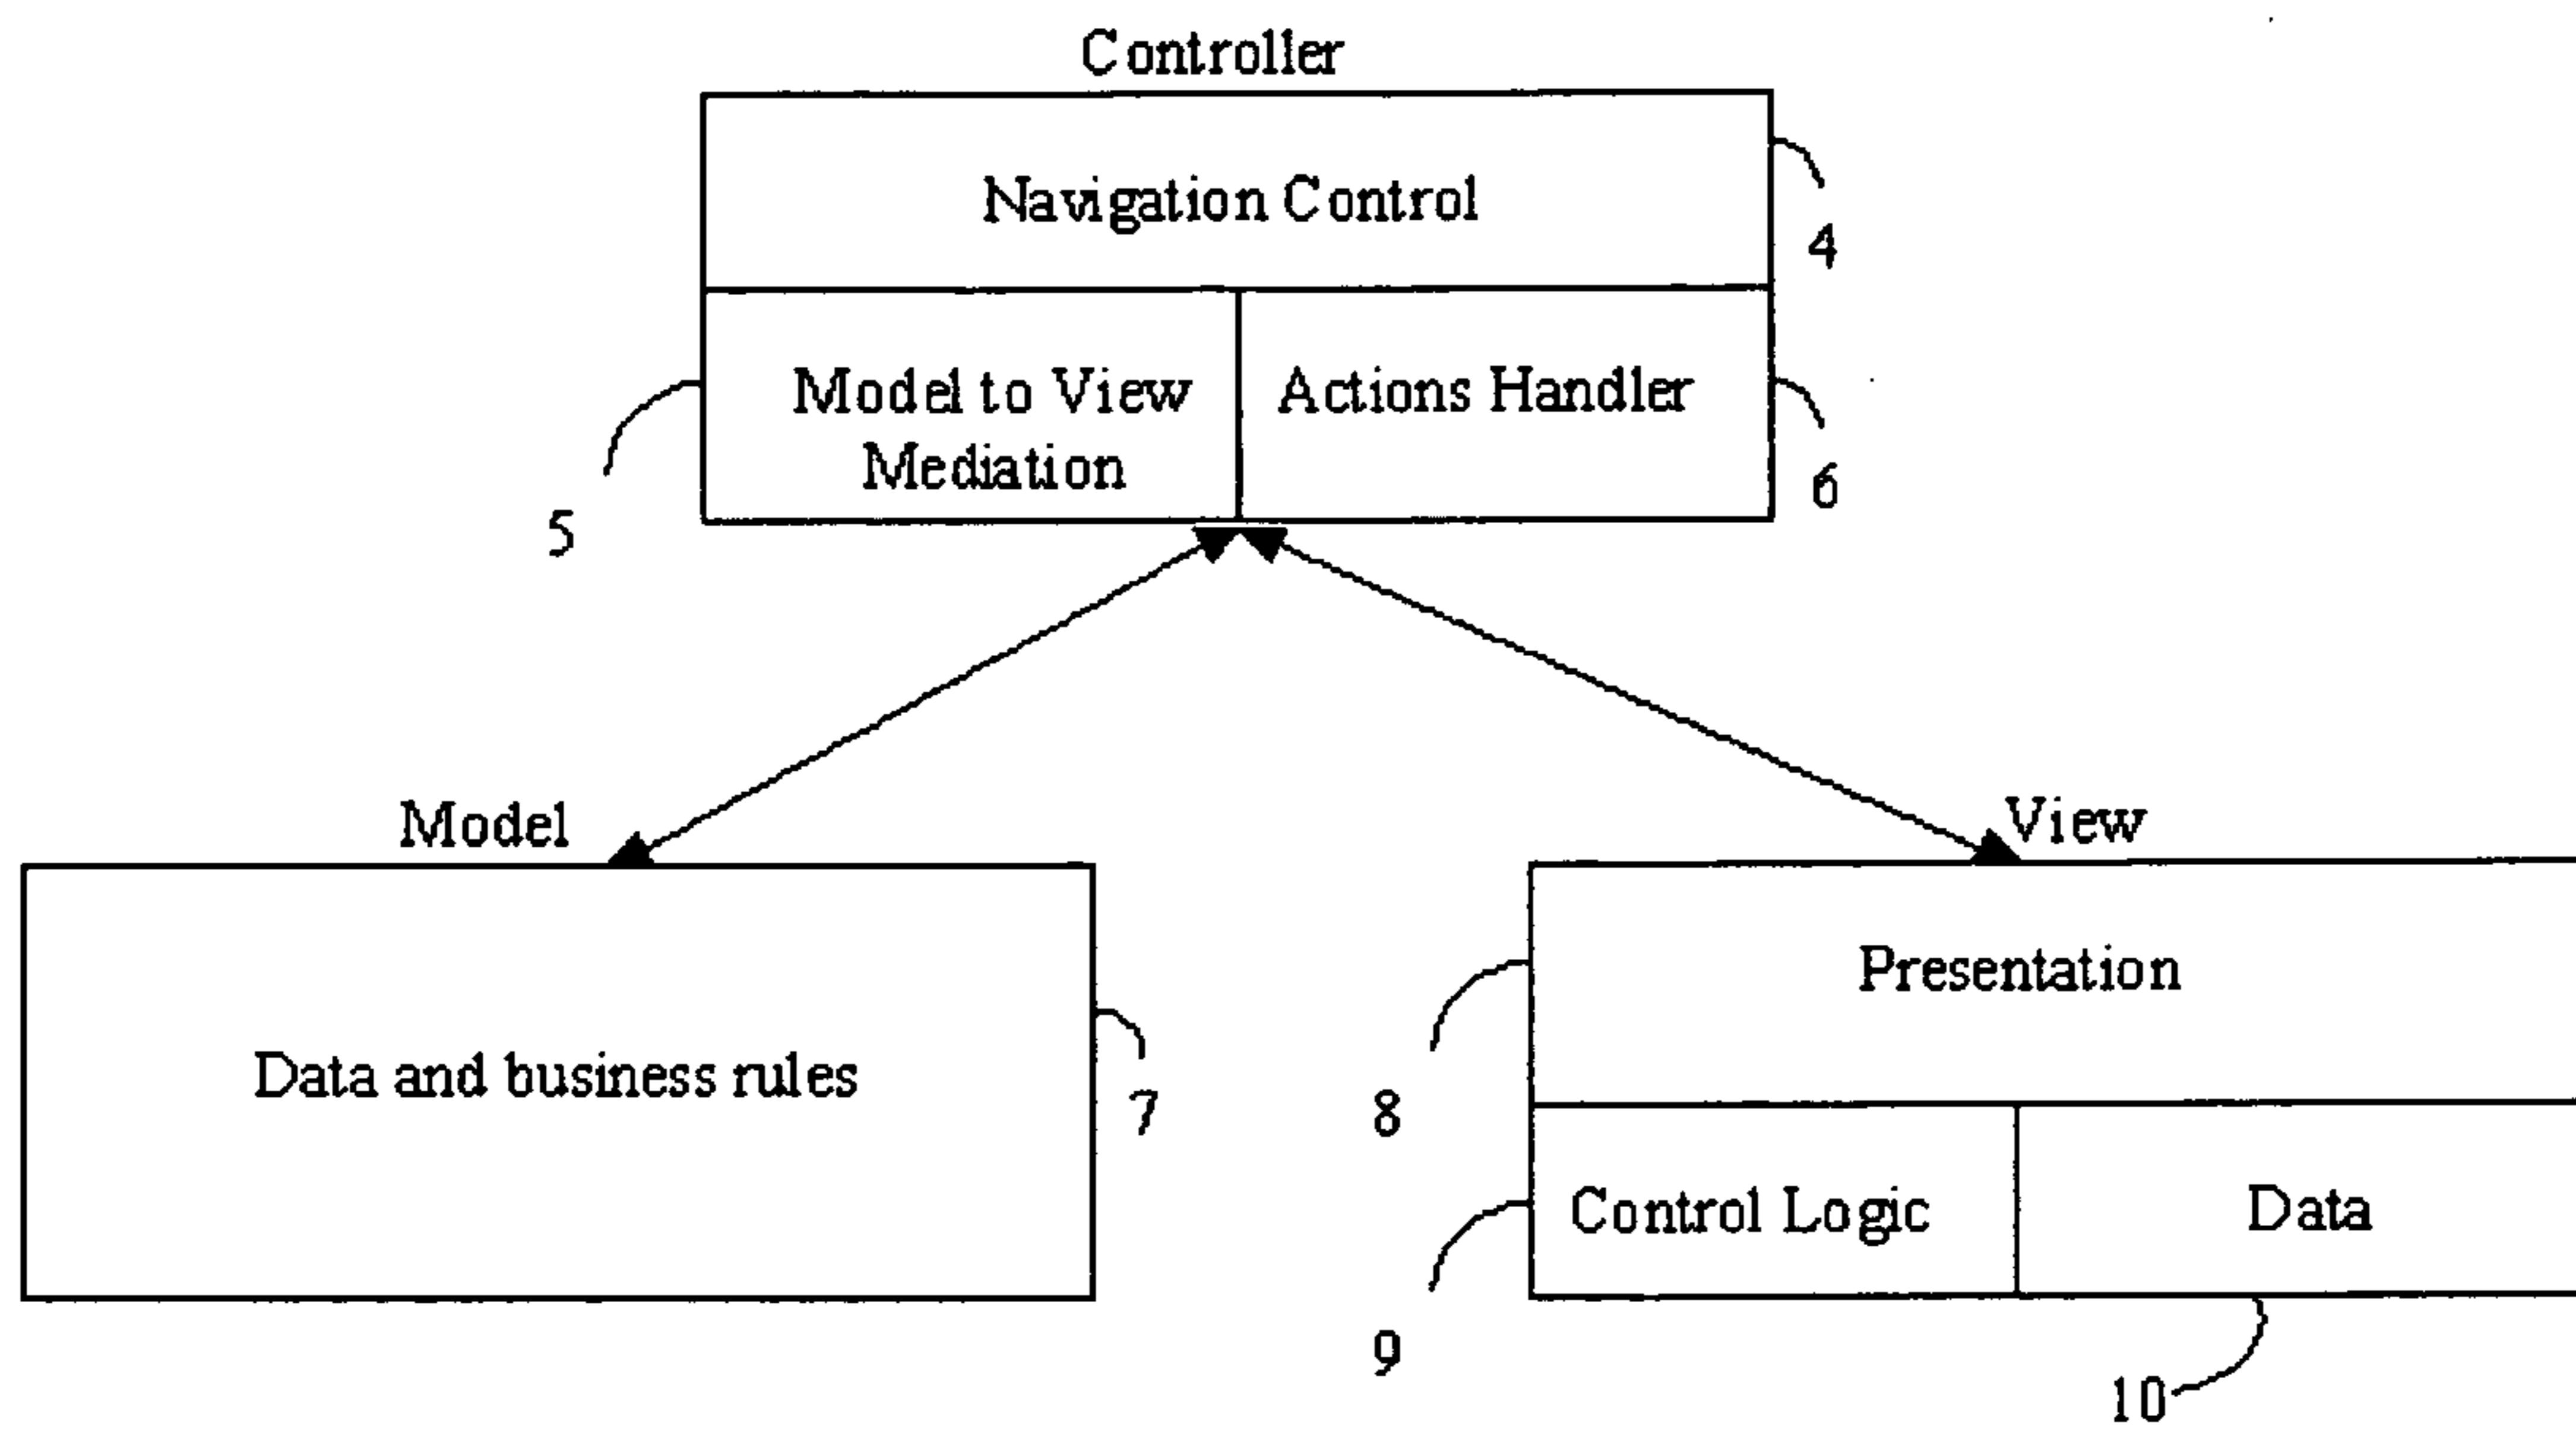 Controller
Navigation Control
4
Model to View
Mediation
Actions Handler
5
6
Model
View
Data and business rules
7
Presentation
8
Control Logic
Data
9
10